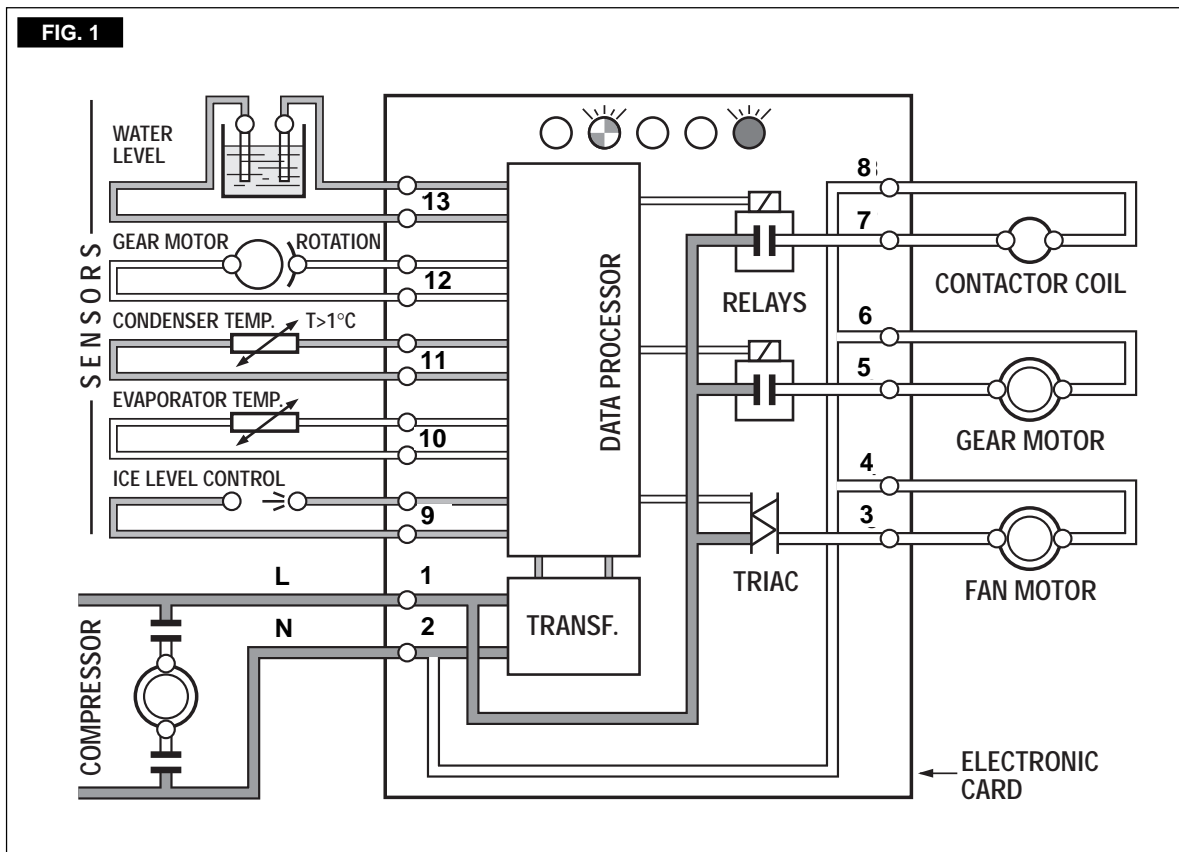 FIG. 1
WATER
LEVEL
SENSORS
GEAR MOTOR
ROTATION
CONDENSER TEMP.
T>1°C
EVAPORATOR TEMP.
ICE LEVEL CONTROL
13
12
11
10
9
L
1
N
2
COMPRESSOR
DATA PROCESSOR
TRANSF.
RELAYS
TRIAC
8
7
CONTACTOR COIL
6
5
GEAR MOTOR
4
3
FAN MOTOR
ELECTRONIC
CARD